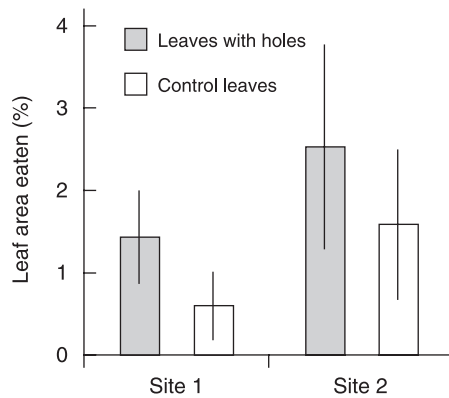 4
Leaves with holes
Control leaves
3
2
1
0
Leaf area eaten (%)
Site 1
Site 2